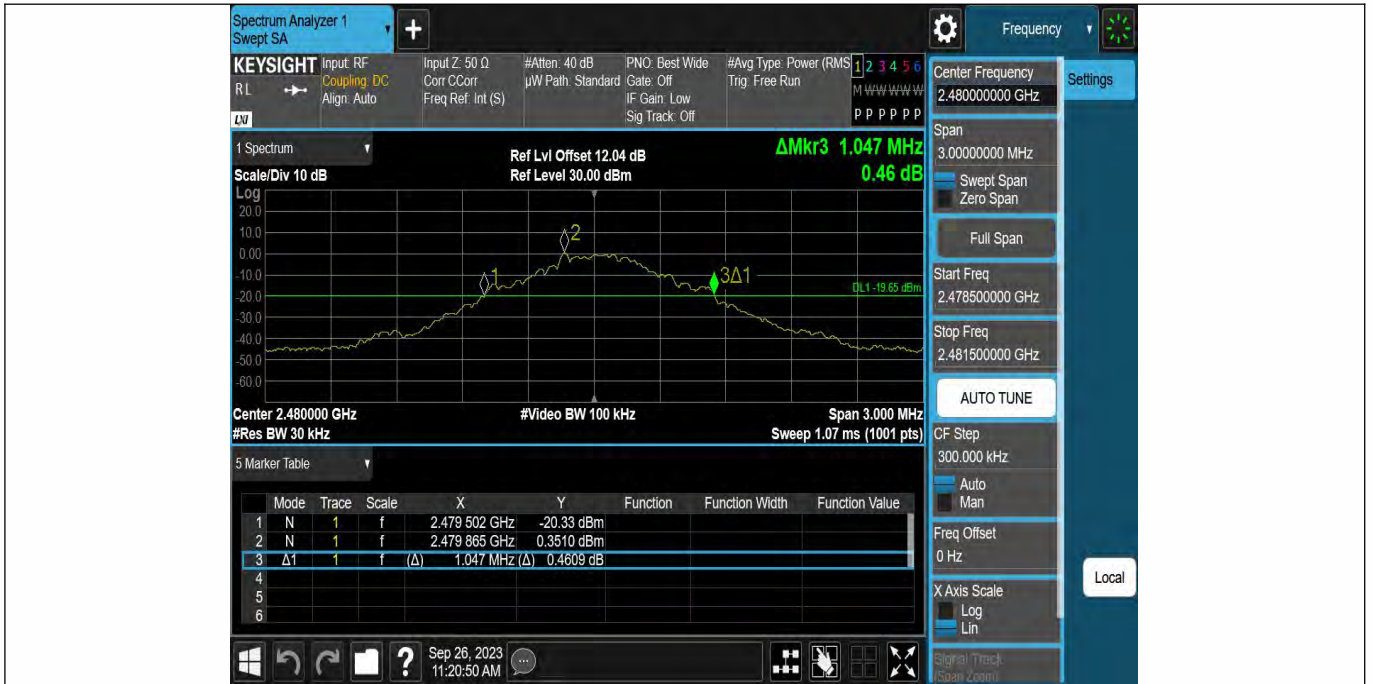 Spectrum Analyzer 1
Swept SA
+
Frequency
KEYSIGHT Input: RF Input Z: 50 Ω #Atten: 40 dB PNO: Best Wide #Avg Type: Power (RMS 1 2 3 4 5 6
RL Coupling: DC Corr CCorr µW Path: Standard Gate: Off Trig: Free Run M W W W W W
Align: Auto Freq Ref: Int (S) IF Gain: Low
LXI Sig Track: Off P P P P P P
1 Spectrum
Ref Lvl Offset 12.04 dB
ΔMkr3 1.047 MHz
Scale/Div 10 dB
Ref Level 30.00 dBm
0.46 dB
Log
20.0
10.0
0.00
-10.0
-20.0
-30.0
-40.0
-50.0
-60.0
1
2
3Δ1
DL1 -19.65 dBm
Center 2.480000 GHz #Video BW 100 kHz Span 3.000 MHz
#Res BW 30 kHz Sweep 1.07 ms (1001 pts)
5 Marker Table
Mode Trace Scale X Y Function Function Width Function Value
1 N 1 f 2.479 502 GHz -20.33 dBm
2 N 1 f 2.479 865 GHz 0.3510 dBm
3 Δ1 1 f (Δ) 1.047 MHz (Δ) 0.4609 dB
4
5
6
?
Sep 26, 2023
11:20:50 AM
Center Frequency
2.480000000 GHz
Settings
Span
3.00000000 MHz
Swept Span
Zero Span
Full Span
Start Freq
2.478500000 GHz
Stop Freq
2.481500000 GHz
AUTO TUNE
CF Step
300.000 kHz
Auto
Man
Freq Offset
0 Hz
X Axis Scale
Log
Lin
Signal Track
(Span Zoom)
Local